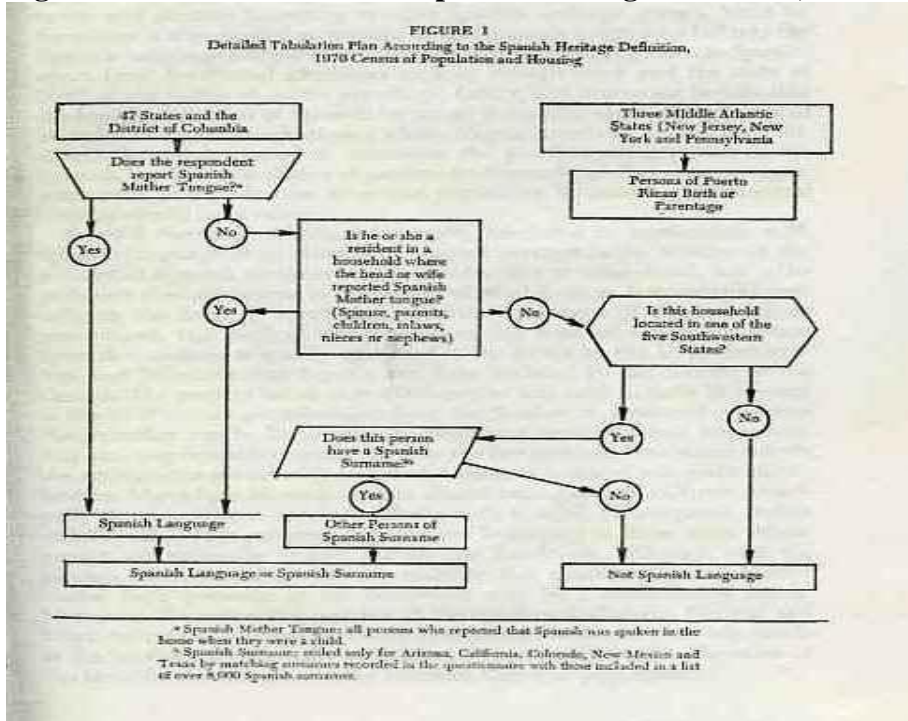 FIGURE 1
Detailed Tabulation Plan According to the Spanish Heritage Definition,
1970 Census of Population and Housing
47 States and the
District of Columbia
Three Middle Atlantic
States (New Jersey, New
York and Pennsylvania
Does the respondent
report Spanish
Mother Tongue?a
Persons of Puerto
Rican Birth or
Parentage
Yes
No
Is he or she a
resident in a
household where
the head or wife
reported Spanish
Mother tongue?
(Spouse, parents,
children, inlaws,
nieces or nephews)
Yes
No
Is this household
located in one of the
five Southwestern
States?
Yes
No
Does this person
have a Spanish
Surname?b
Yes
No
Spanish Language
Other Persons of
Spanish Surname
Spanish Language or Spanish Surname
Not Spanish Language
a Spanish Mother Tongue: all persons who reported that Spanish was spoken in the
home when they were a child.
b Spanish Surname: coded only for Arizona, California, Colorado, New Mexico and
Texas by matching surnames recorded in the questionnaire with those included in a list
of over 8,000 Spanish surnames.